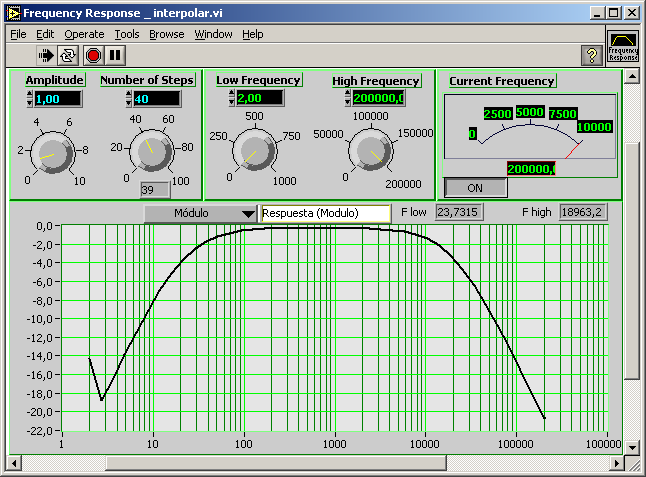 Frequency Response _ interpolar.vi
File Edit Operate Tools Browse Window Help
?
Frequency
Response
Amplitude Number of Steps Low Frequency High Frequency Current Frequency
1,00 40 2,00 200000,0
0 2 4 6 8 10
0 20 40 60 80 100
39
0 250 500 750 1000
0 50000 100000 150000 200000
0 2500 5000 7500 10000
200000,
ON
Módulo Respuesta (Modulo) F low 23,7315 F high 18963,2
0,0
-2,0
-4,0
-6,0
-8,0
-10,0
-12,0
-14,0
-16,0
-18,0
-20,0
-22,0
1 10 100 1000 10000 100000 100000